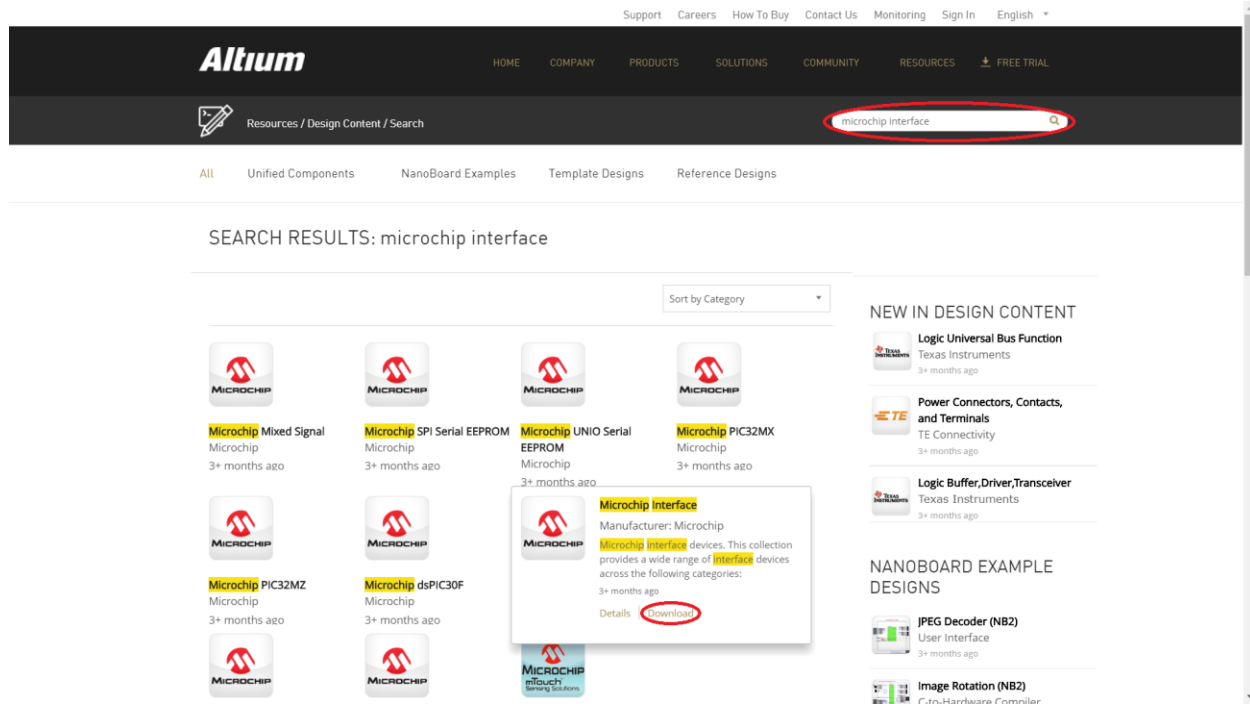 Support Careers How To Buy Contact Us Monitoring Sign In English
Altium
HOME COMPANY PRODUCTS SOLUTIONS COMMUNITY RESOURCES FREE TRIAL
Resources / Design Content / Search
microchip interface
All Unified Components NanoBoard Examples Template Designs Reference Designs
SEARCH RESULTS: microchip interface
Sort by Category
MICROCHIP
Microchip Mixed Signal
Microchip
3+ months ago
MICROCHIP
Microchip SPI Serial EEPROM
Microchip
3+ months ago
MICROCHIP
Microchip UNIO Serial
EEPROM
Microchip
3+ months ago
MICROCHIP
Microchip PIC32MX
Microchip
3+ months ago
MICROCHIP
Microchip PIC32MZ
Microchip
3+ months ago
MICROCHIP
Microchip dsPIC30F
Microchip
3+ months ago
MICROCHIP
Microchip Interface
Manufacturer: Microchip
Microchip interface devices. This collection
provides a wide range of interface devices
across the following categories:
3+ months ago
Details Download
MICROCHIP
MICROCHIP
MICROCHIP
mTouch
Sensing Solutions
NEW IN DESIGN CONTENT
TEXAS
INSTRUMENTS
Logic Universal Bus Function
Texas Instruments
3+ months ago
TE
Power Connectors, Contacts,
and Terminals
TE Connectivity
3+ months ago
TEXAS
INSTRUMENTS
Logic Buffer,Driver,Transceiver
Texas Instruments
3+ months ago
NANOBOARD EXAMPLE
DESIGNS
JPEG Decoder (NB2)
User Interface
3+ months ago
Image Rotation (NB2)
C-to-Hardware Compiler